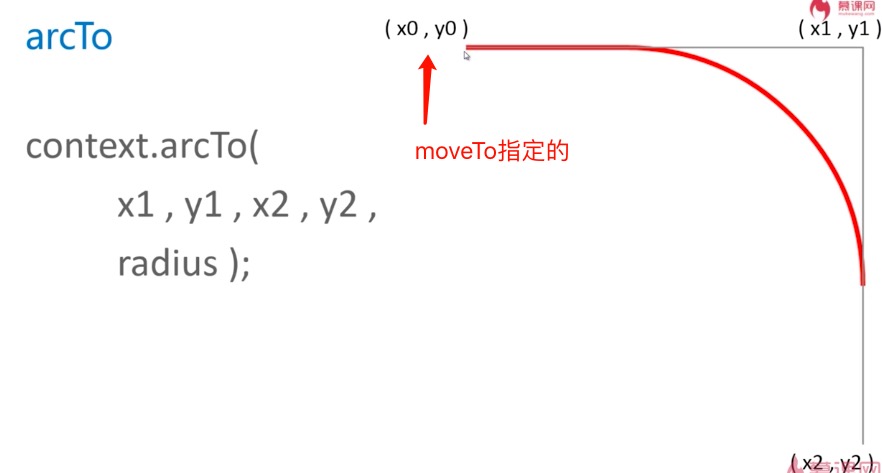 慕课网
arcTo
( x0 , y0 )
( x1 , y1 )
context.arcTo(
moveTo指定的
x1 , y1 , x2 , y2 ,
radius );
( x2 , y2 )